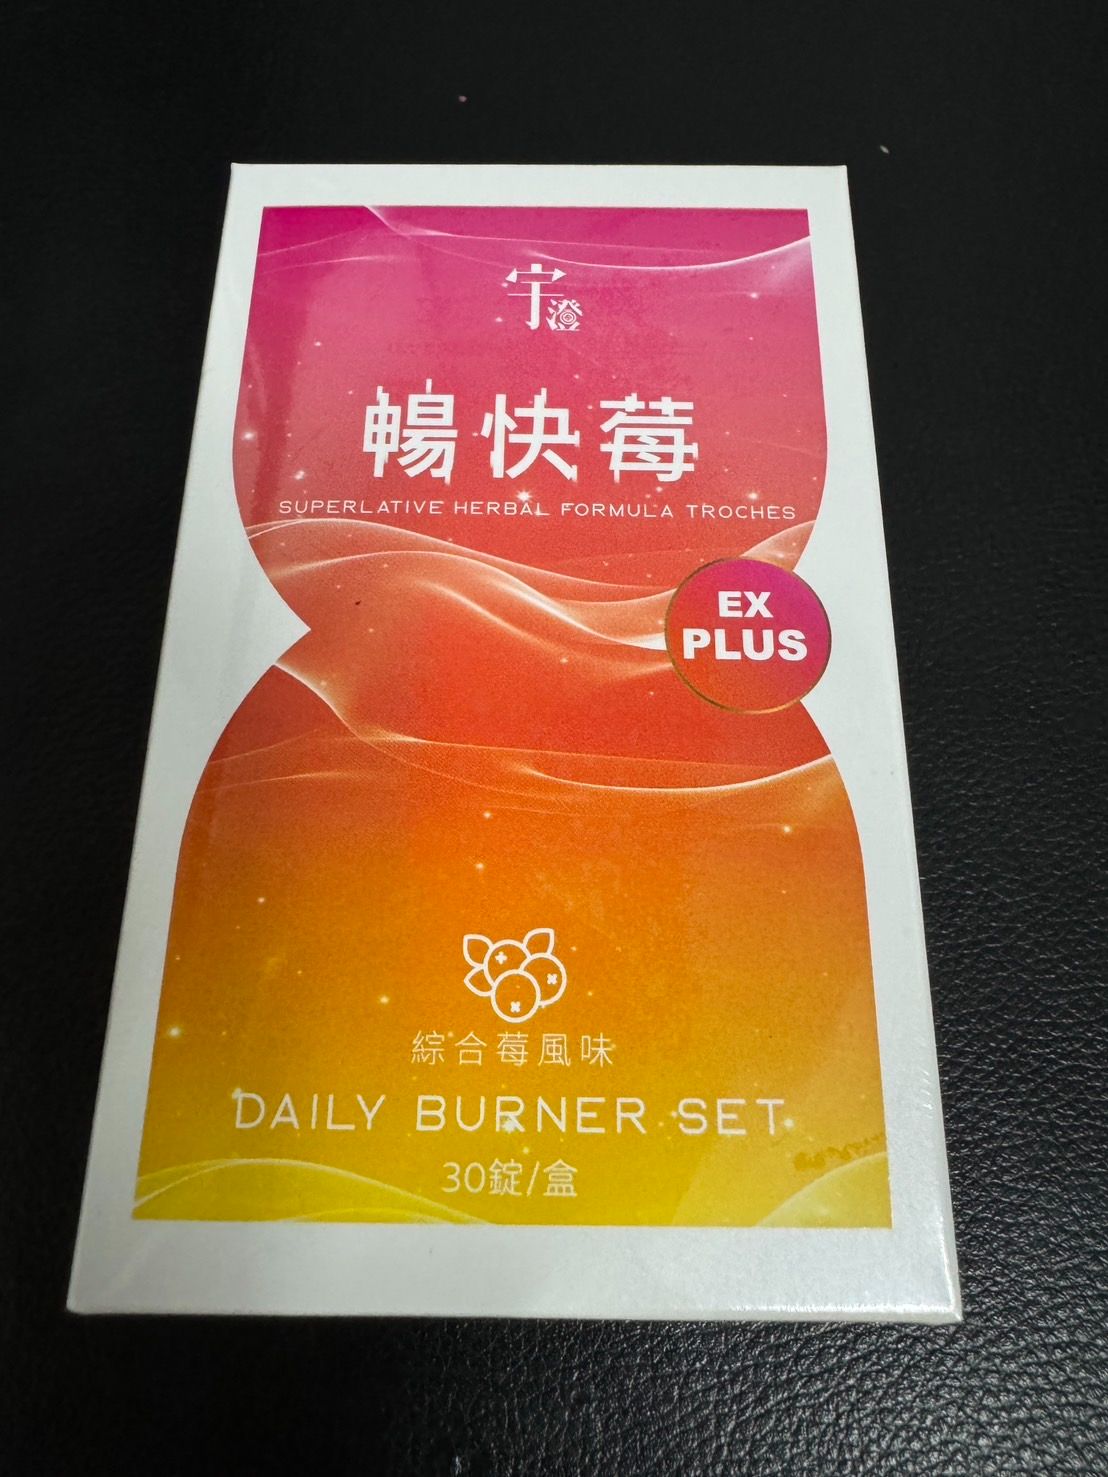 宇澄
暢快莓
SUPERLATIVE HERBAL FORMULA TROCHES
EX
PLUS
綜合莓風味
DAILY BURNER SET
30錠/盒